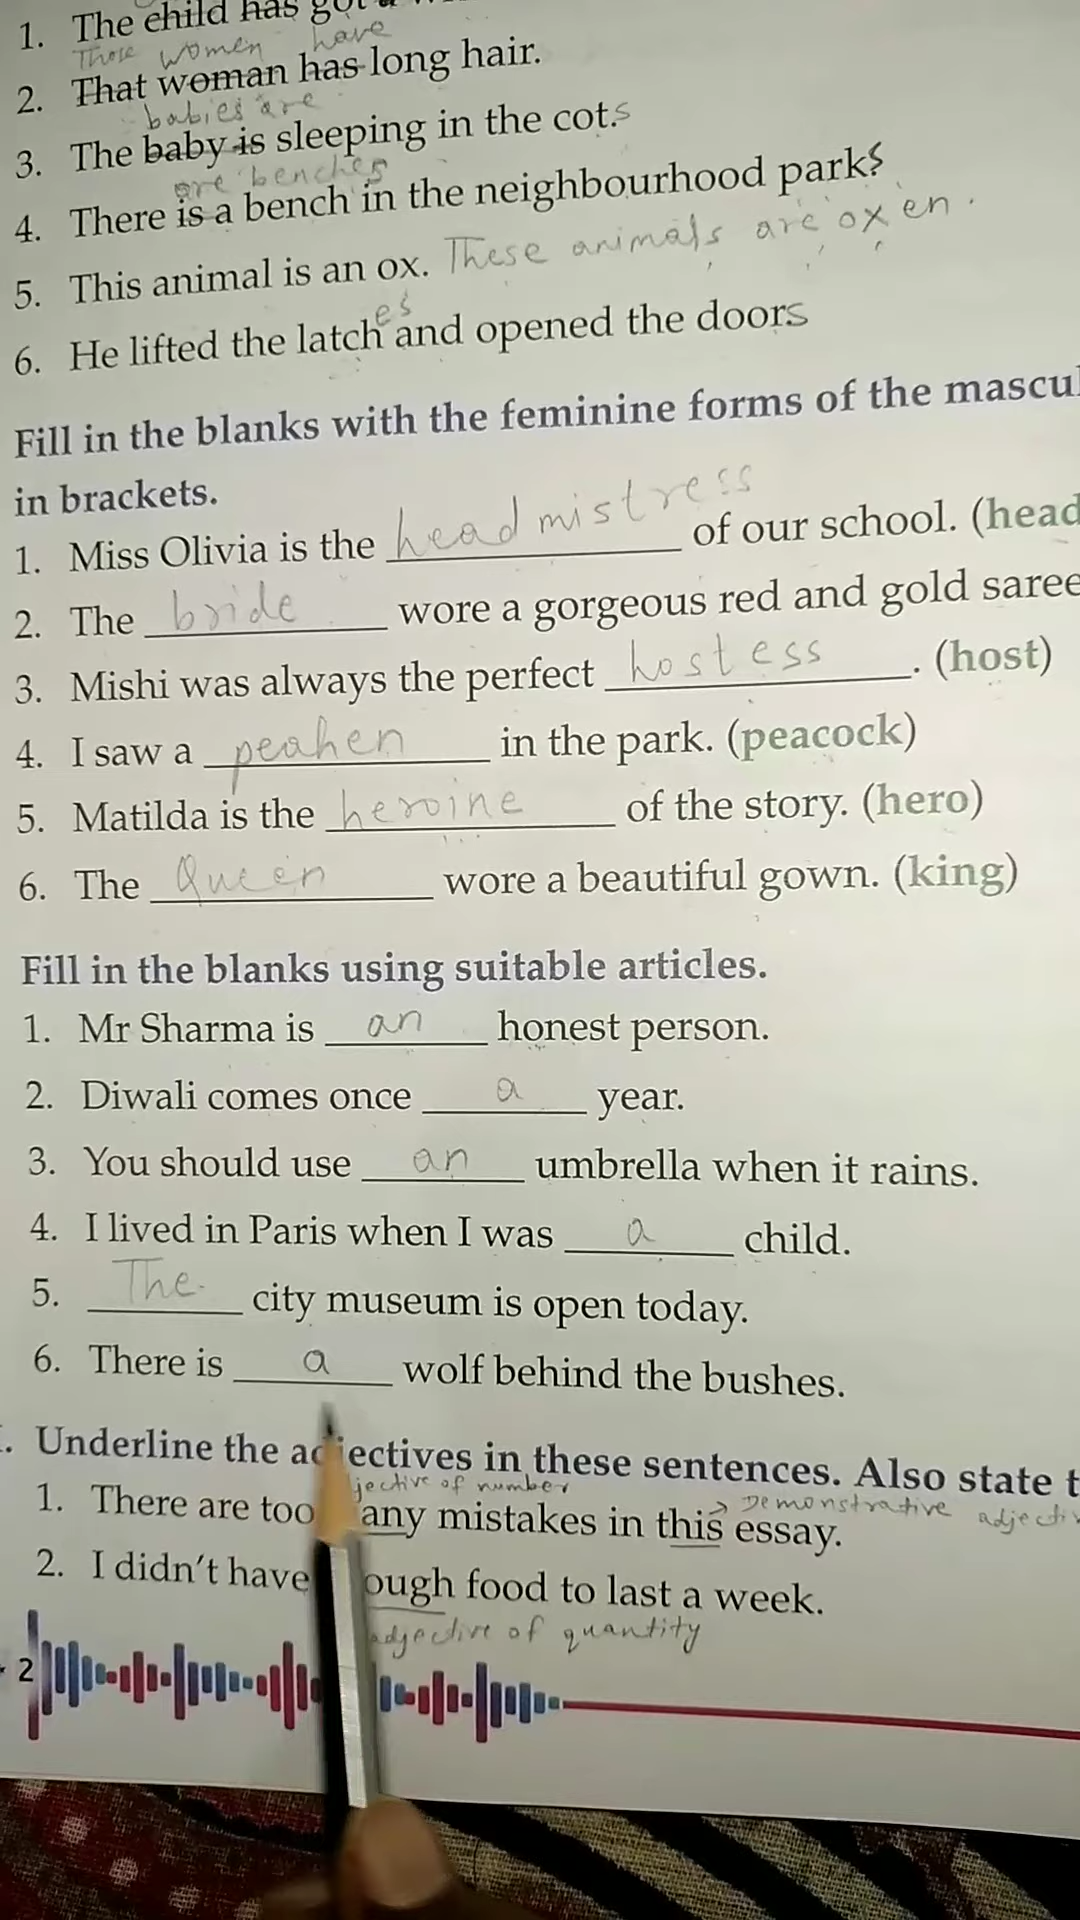 1. The child has got a
Those women have
2. That woman has long hair.
babies are
3. The baby is sleeping in the cot.s
are benches
4. There is a bench in the neighbourhood park.s
5. This animal is an ox. These animals are oxen.
es
6. He lifted the latch and opened the doors
Fill in the blanks with the feminine forms of the mascul
in brackets.
1. Miss Olivia is the headmistress of our school. (head
2. The bride wore a gorgeous red and gold saree
3. Mishi was always the perfect hostess. (host)
4. I saw a peahen in the park. (peacock)
5. Matilda is the heroine of the story. (hero)
6. The Queen wore a beautiful gown. (king)
Fill in the blanks using suitable articles.
1. Mr Sharma is an honest person.
2. Diwali comes once a year.
3. You should use an umbrella when it rains.
4. I lived in Paris when I was a child.
5. The city museum is open today.
6. There is a wolf behind the bushes.
. Underline the adjectives in these sentences. Also state t
jective of number Demonstrative adjectiv
1. There are too any mistakes in this essay.
2. I didn't have ough food to last a week.
adjective of quantity
2